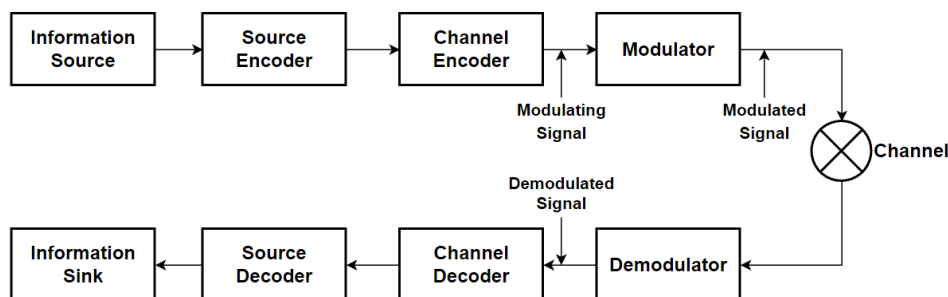 Information
Source
Source
Encoder
Channel
Encoder
Modulator
Modulating
Signal
Modulated
Signal
Channel
Demodulated
Signal
Information
Sink
Source
Decoder
Channel
Decoder
Demodulator